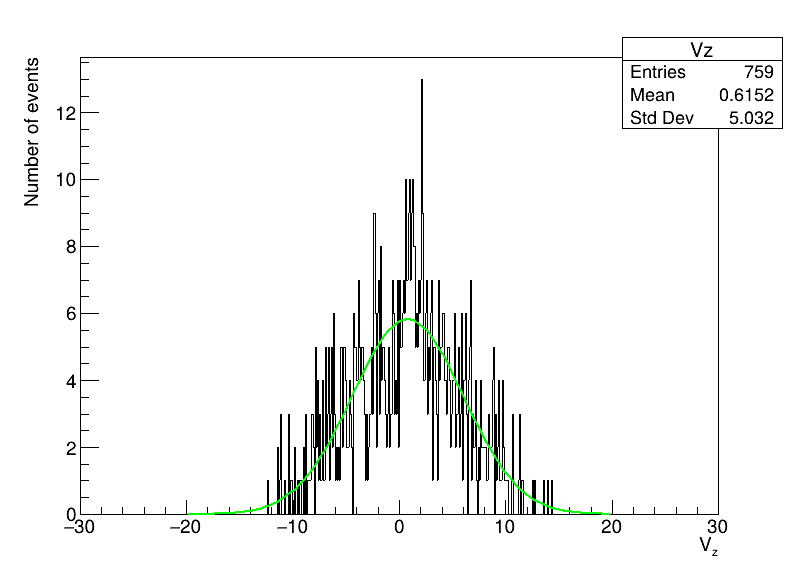 Vz
Entries 759
Mean 0.6152
Std Dev 5.032
Number of events
12
10
8
6
4
2
0
−30 −20 −10 0 10 20 30
Vz